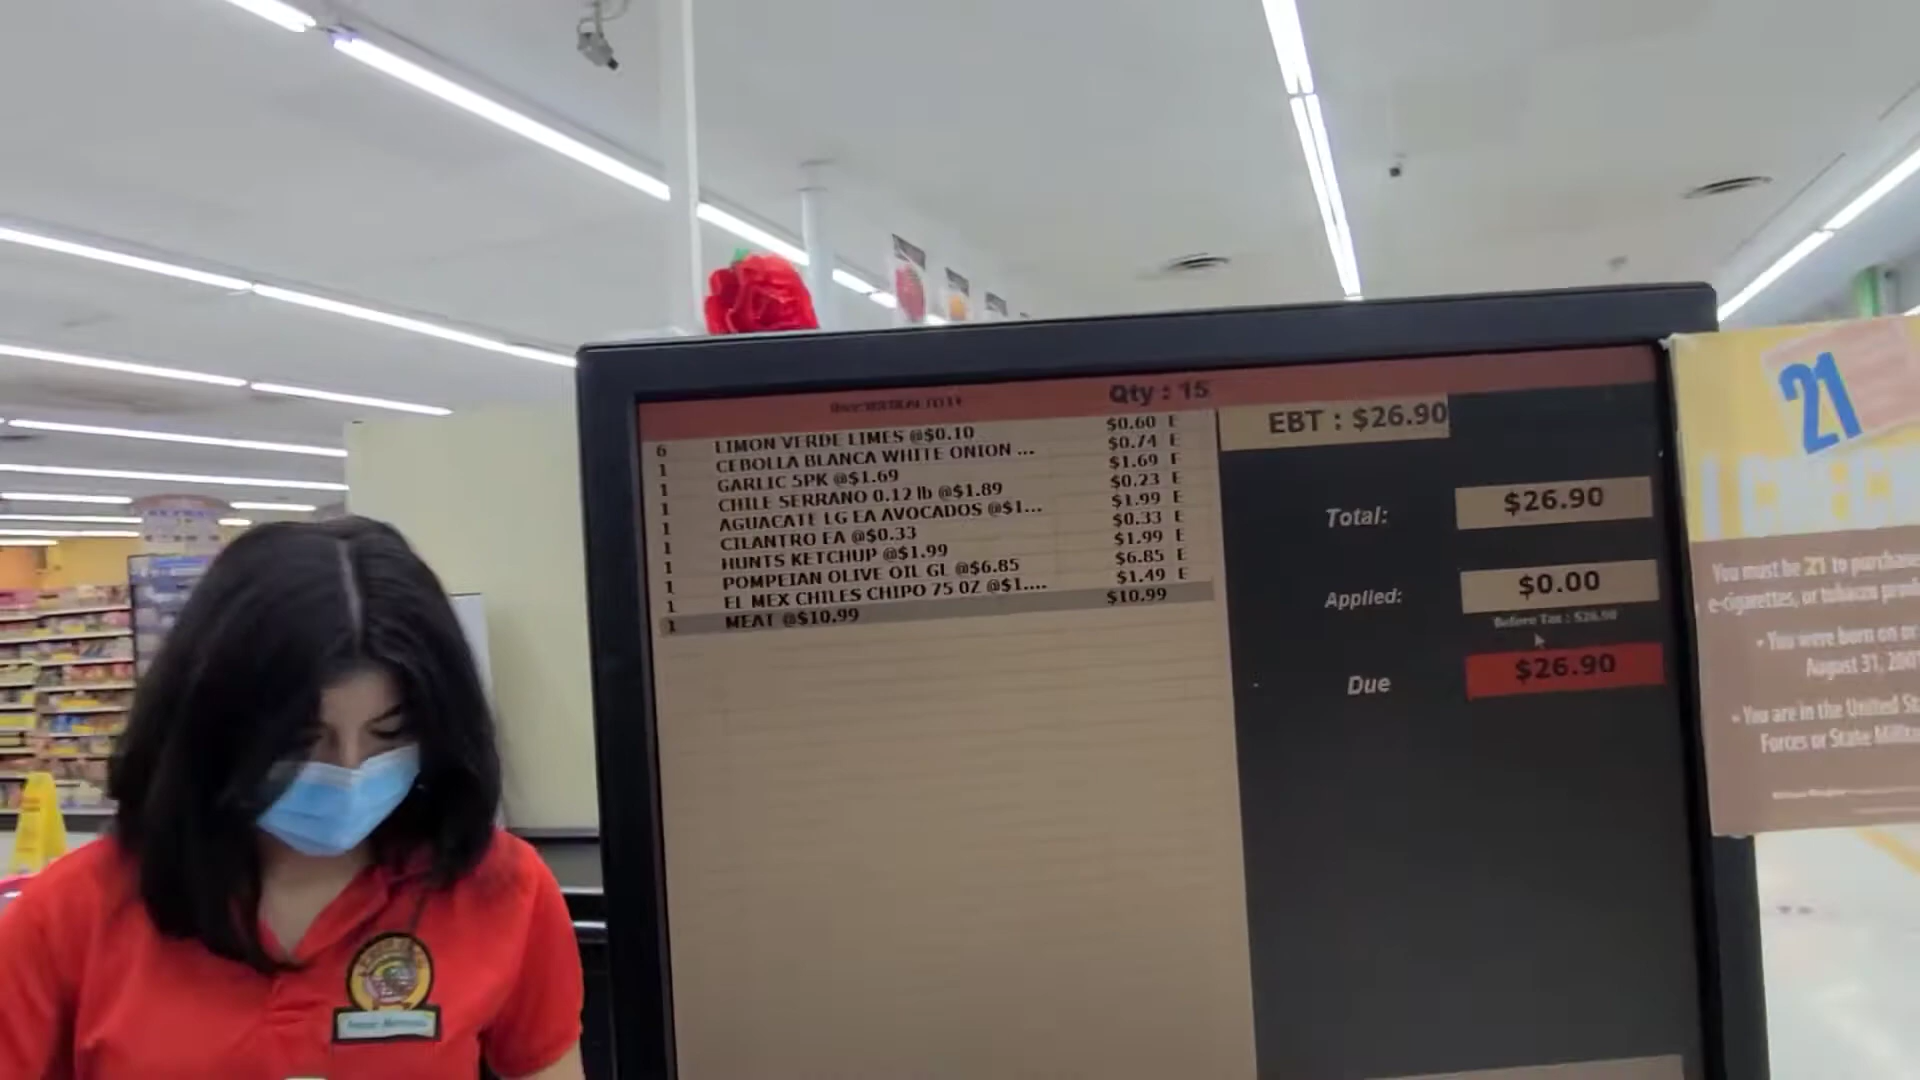 Qty : 15
6 LIMON VERDE LIMES @$0.10 $0.60 E
1 CEBOLLA BLANCA WHITE ONION ... $0.74 E
1 GARLIC 5PK @$1.69 $1.69 E
1 CHILE SERRANO 0.12 lb @$1.89 $0.23 E
1 AGUACATE LG EA AVOCADOS @$1... $1.99 E
1 CILANTRO EA @$0.33 $0.33 E
1 HUNTS KETCHUP @$1.99 $1.99 E
1 POMPEIAN OLIVE OIL GL @$6.85 $6.85 E
1 EL MEX CHILES CHIPO 75 OZ @$1.... $1.49 E
1 MEAT @$10.99 $10.99
EBT : $26.90
Total: $26.90
Applied: $0.00
Before Tax : $26.90
Due $26.90
21
You must be 21 to purchase
e-cigarettes, or tobacco
• You were born on or
August 31, 2001
• You are in the United
Forces or State